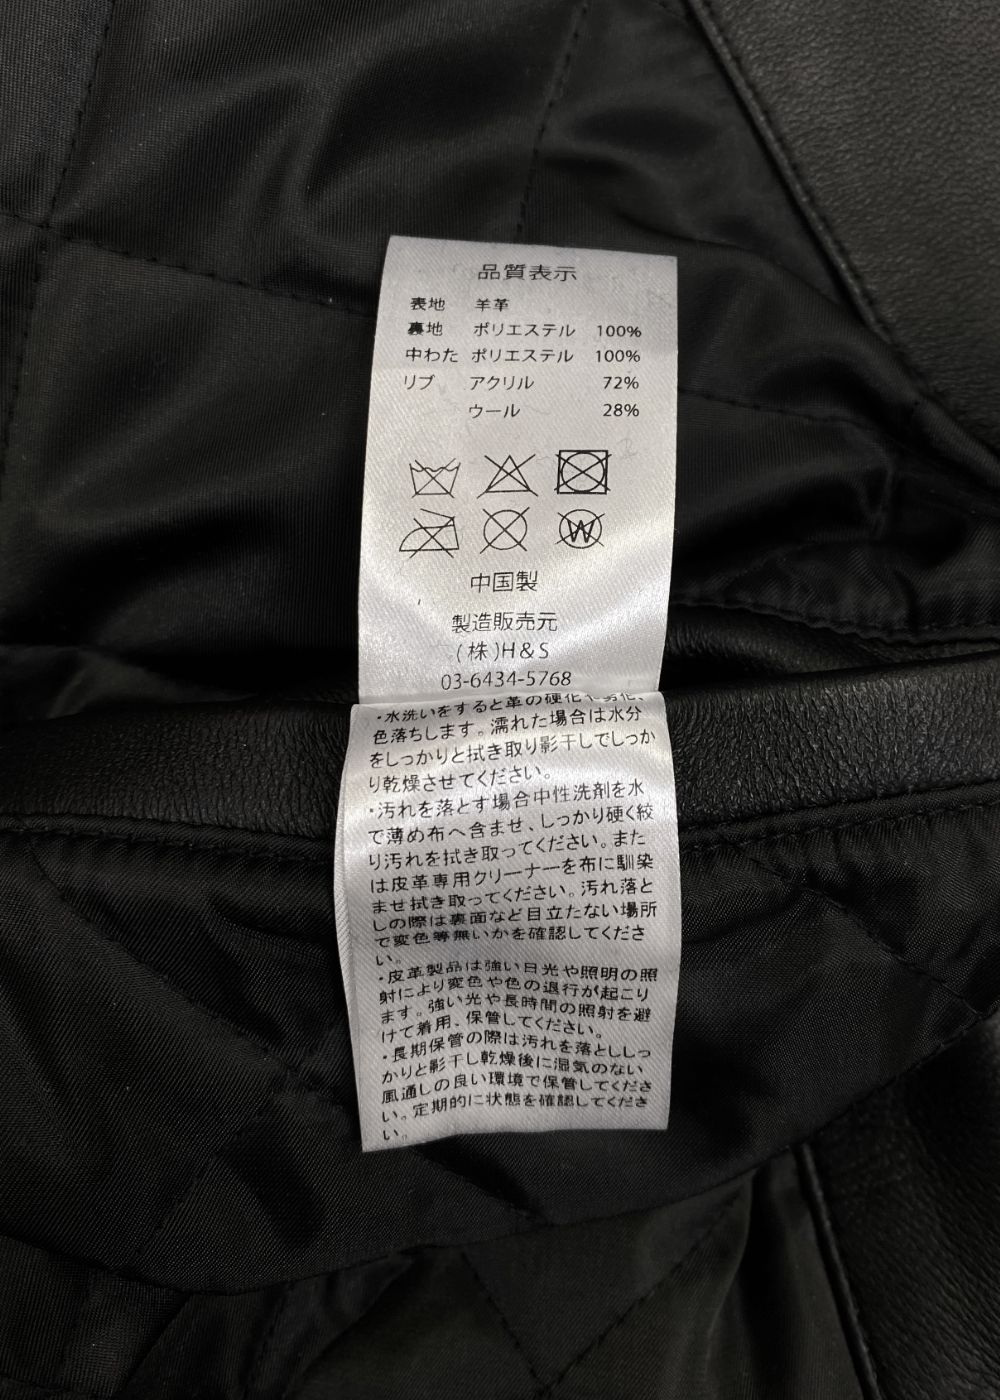 品質表示
表地 羊革
裏地 ポリエステル 100%
中わた ポリエステル 100%
リブ アクリル 72%
ウール 28%
W
中国製
製造販売元
(株)H&S
03-6434-5768
・水洗いをすると革の硬化や劣化、
色落ちします。濡れた場合は水分
をしっかりと拭き取り影干しでしっか
り乾燥させてください。
・汚れを落とす場合中性洗剤を水
で薄め布へ含ませ、しっかり硬く絞
り汚れを拭き取ってください。また
は皮革専用クリーナーを布に馴染
ませ拭き取ってください。汚れ落と
しの際は裏面など目立たない場所
で変色等無いかを確認してくださ
い。
・皮革製品は強い日光や照明の照
射により変色や色の退行が起こり
ます。強い光や長時間の照射を避
けて着用、保管してください。
・長期保管の際は汚れを落とししっ
かりと影干し乾燥後に湿気のない
風通しの良い環境で保管してくださ
い。定期的に状態を確認してくださ
い。